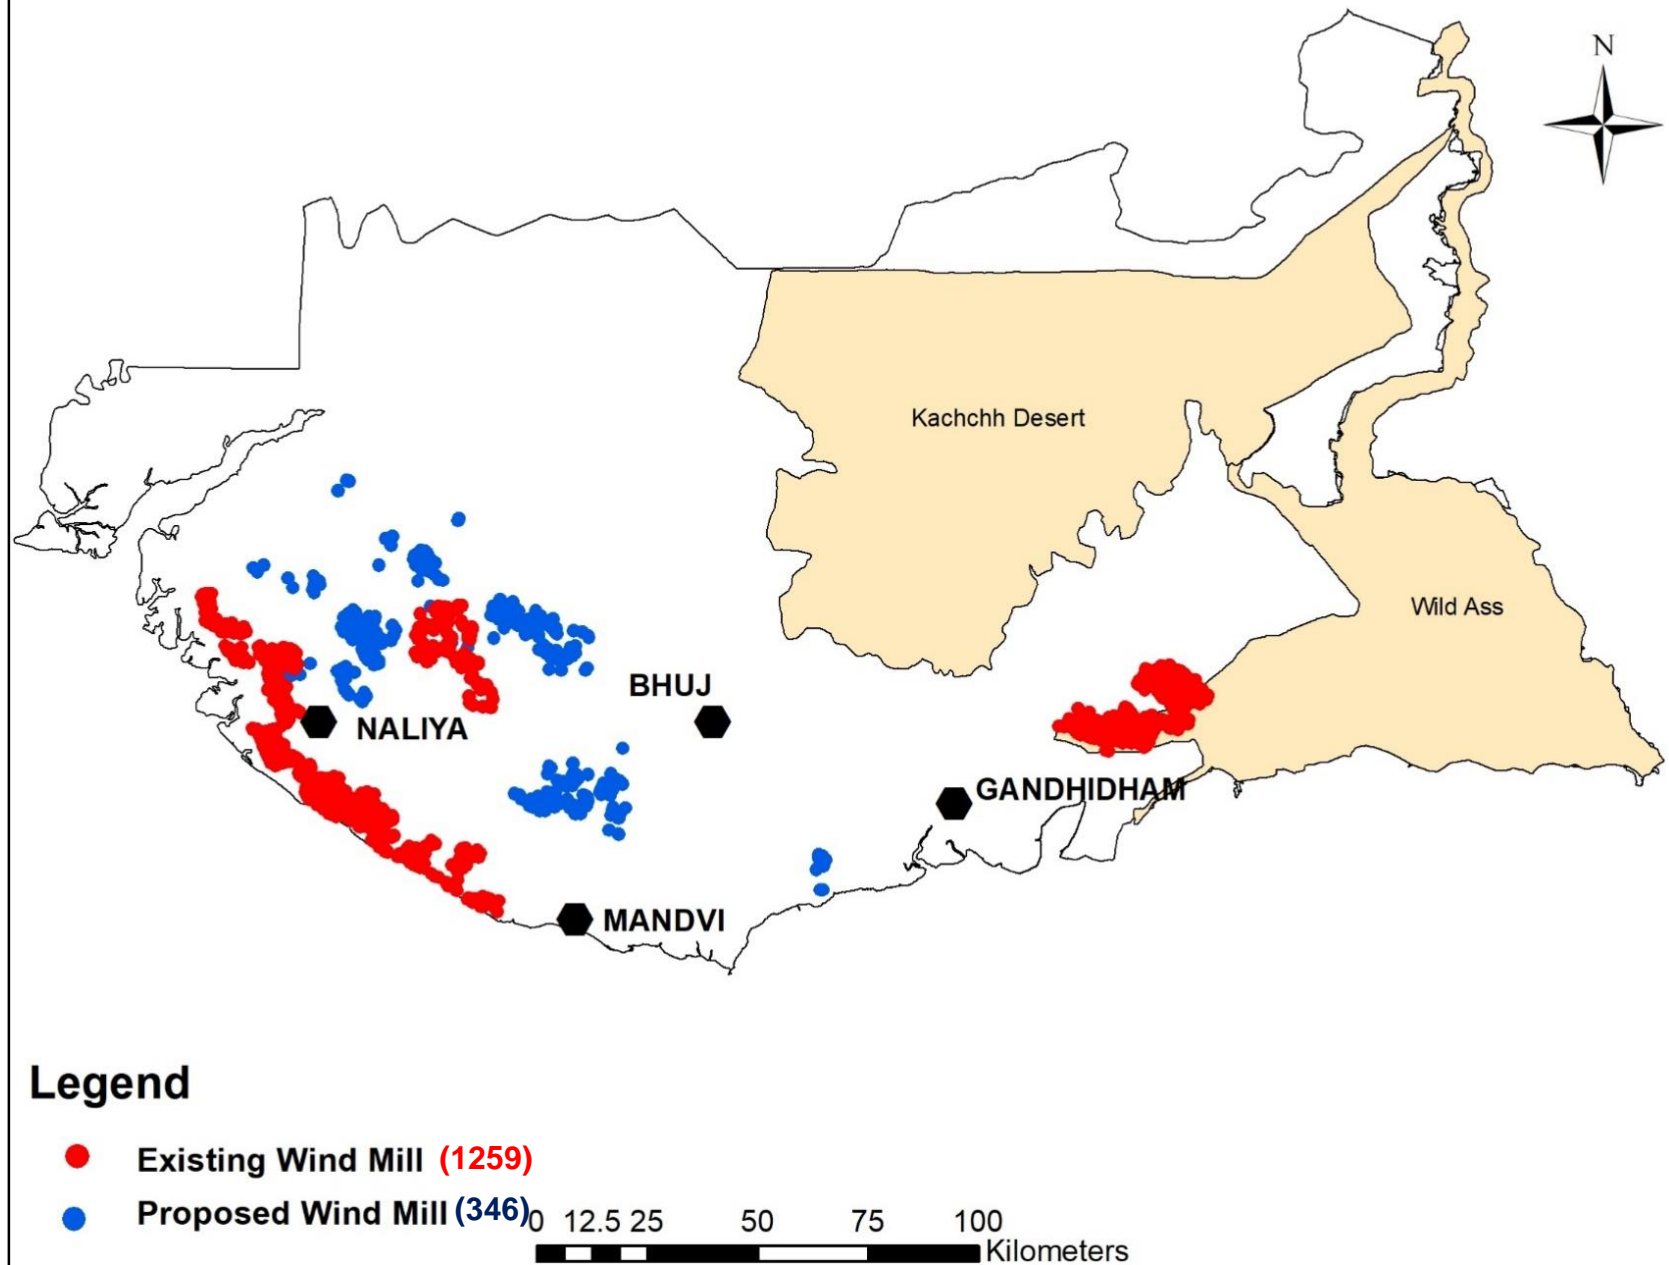 N
Kachchh Desert
Wild Ass
BHUJ
NALIYA
GANDHIDHAM
MANDVI
Legend
Existing Wind Mill (1259)
Proposed Wind Mill (346)
0 12.5 25 50 75 100
Kilometers